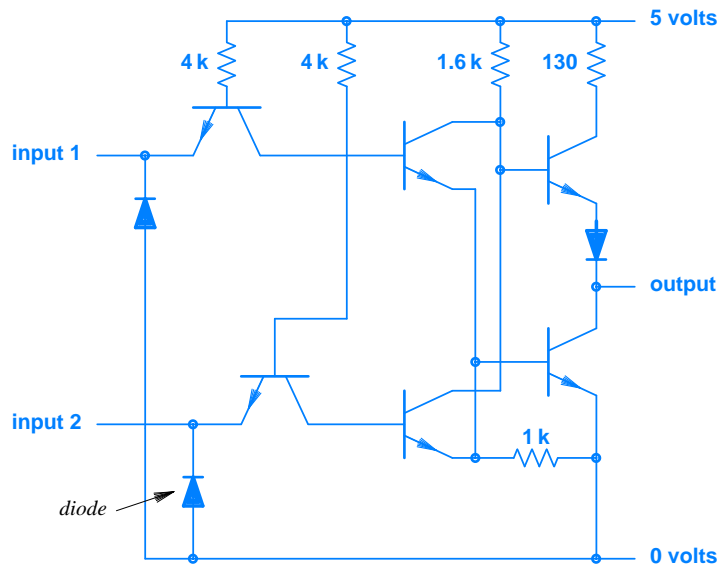 5 volts
4 k
4 k
1.6 k
130
input 1
output
input 2
1 k
diode
0 volts